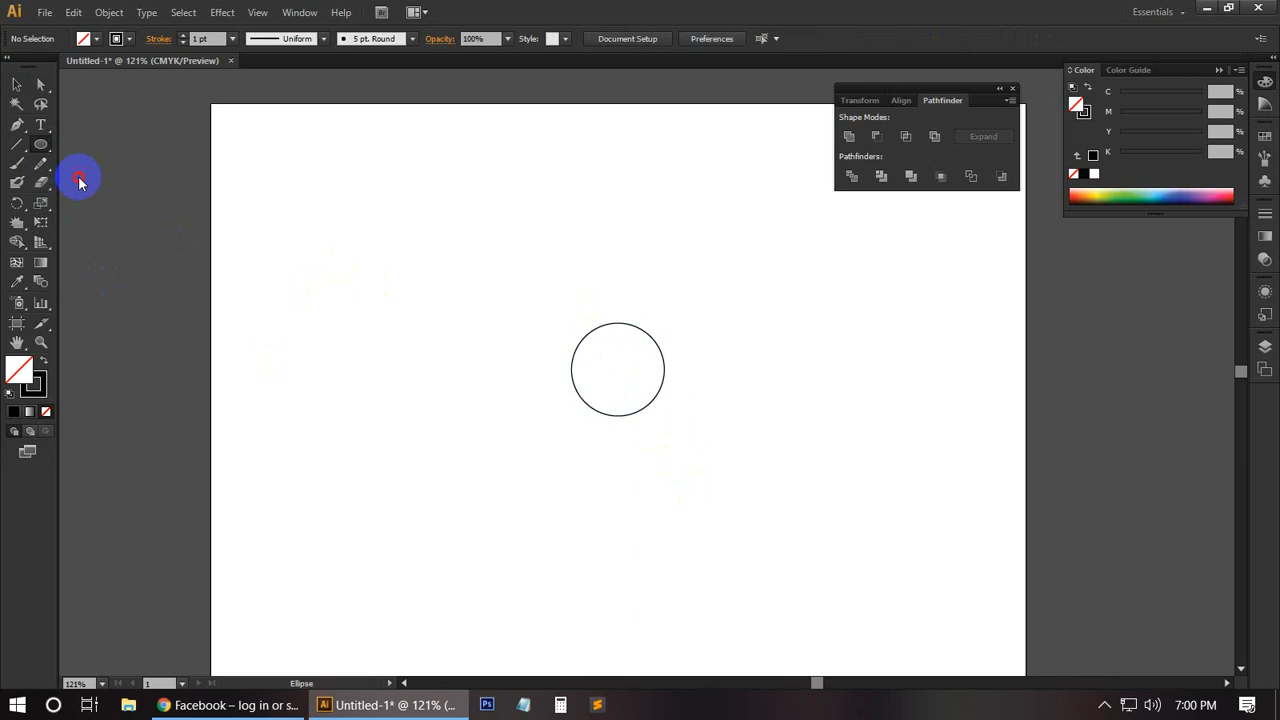 Ai File Edit Object Type Select Effect View Window Help Br Essentials
No Selection Stroke: 1 pt Uniform 5 pt. Round Opacity: 100% Style: Document Setup Preferences
Untitled-1* @ 121% (CMYK/Preview) ×
Color Color Guide
C %
M %
Y %
K %
Transform Align Pathfinder
Shape Modes:
Expand
Pathfinders:
T
121% 1 Ellipse
Facebook – log in or s... Ai Untitled-1* @ 121% (... Ps 7:00 PM